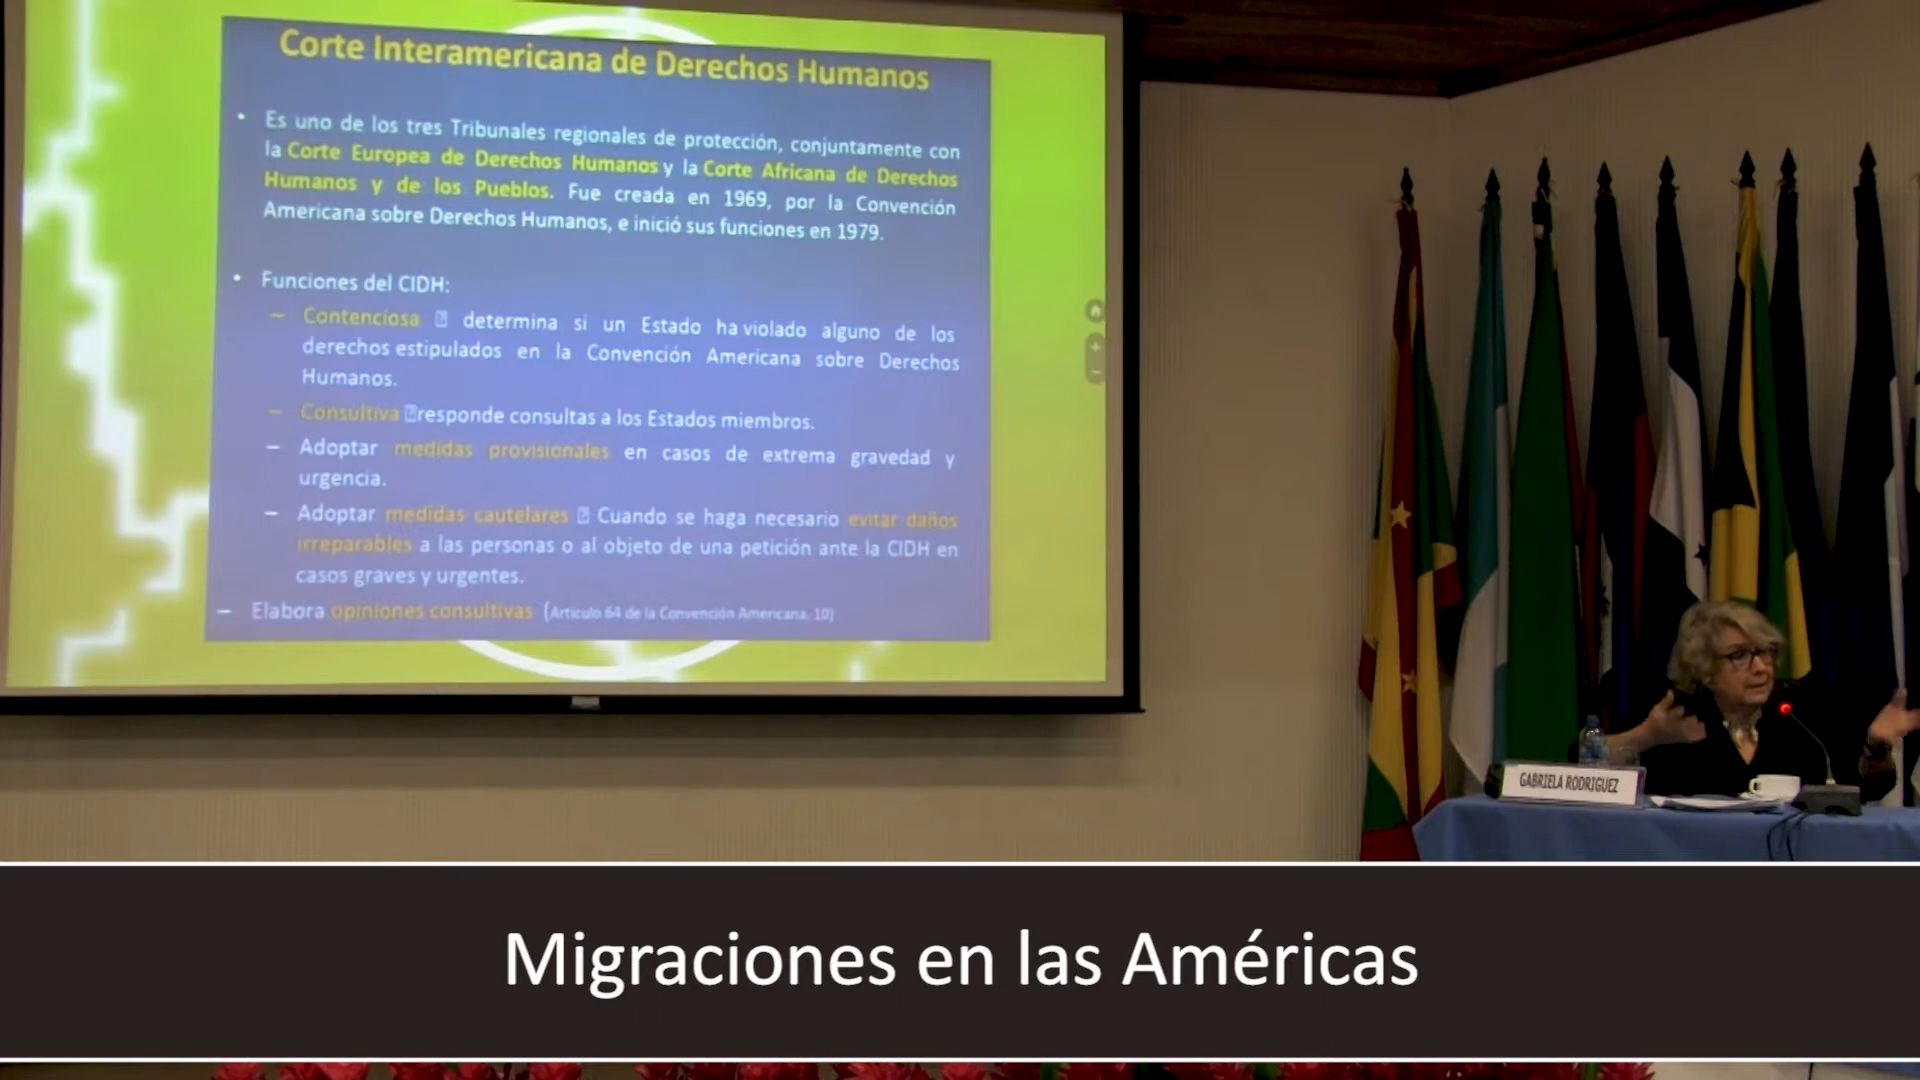 Corte Interamericana de Derechos Humanos
• Es uno de los tres Tribunales regionales de protección, conjuntamente con
la Corte Europea de Derechos Humanos y la Corte Africana de Derechos
Humanos y de los Pueblos. Fue creada en 1969, por la Convención
Americana sobre Derechos Humanos, e inició sus funciones en 1979.
• Funciones del CIDH:
– Contenciosa determina si un Estado ha violado alguno de los
derechos estipulados en la Convención Americana sobre Derechos
Humanos.
– Consultiva responde consultas a los Estados miembros.
– Adoptar medidas provisionales en casos de extrema gravedad y
urgencia.
– Adoptar medidas cautelares Cuando se haga necesario evitar daños
irreparables a las personas o al objeto de una petición ante la CIDH en
casos graves y urgentes.
– Elabora opiniones consultivas (Artículo 64 de la Convención Americana. 10)
GABRIELA RODRIGUEZ
Migraciones en las Américas